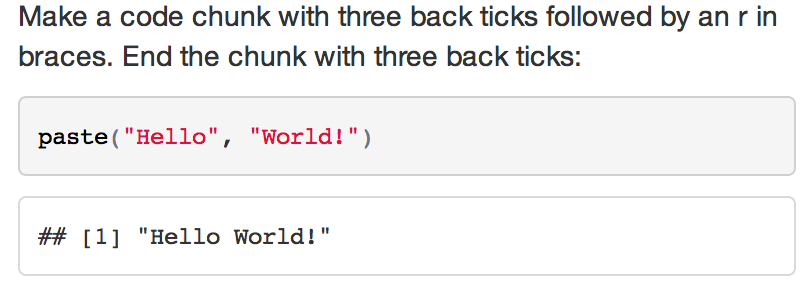 Make a code chunk with three back ticks followed by an r in
braces. End the chunk with three back ticks:
paste("Hello", "World!")
## [1] "Hello World!"